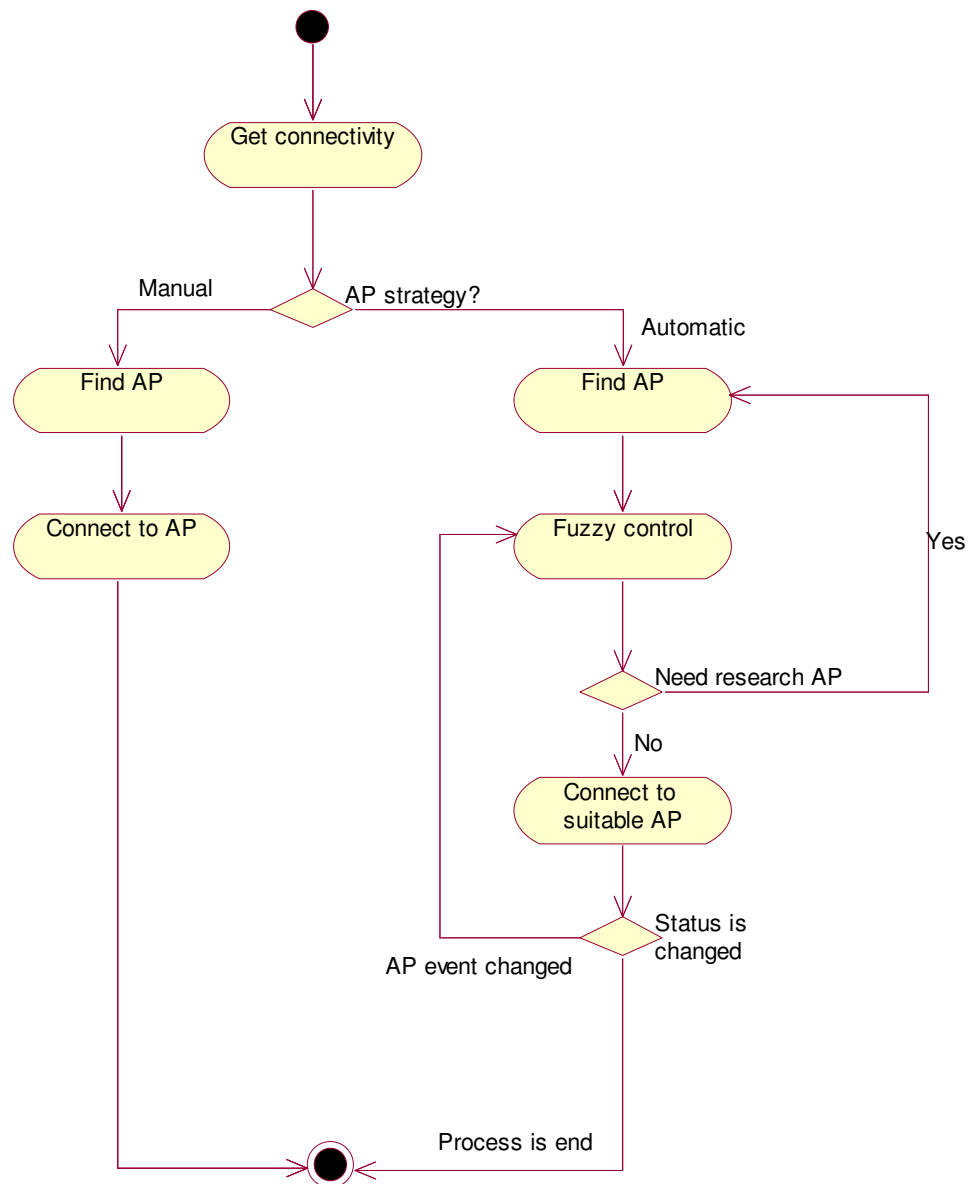 Get connectivity
Manual
AP strategy?
Automatic
Find AP
Find AP
Connect to AP
Fuzzy control
Yes
Need research AP
No
Connect to
suitable AP
Status is
changed
AP event changed
Process is end